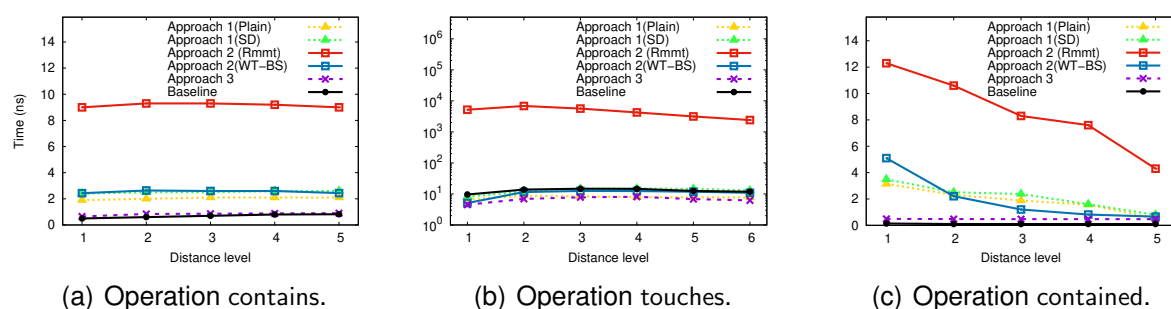 Time (ns)
14
12
10
8
6
4
2
0
1
2
3
4
5
Distance level
Approach 1(Plain)
Approach 1(SD)
Approach 2 (Rmmt)
Approach 2(WT-BS)
Approach 3
Baseline
(a) Operation contains.
10^6
10^5
10^4
10^3
10^2
10^1
10^0
1
2
3
4
5
6
Distance level
Approach 1(Plain)
Approach 1(SD)
Approach 2 (Rmmt)
Approach 2(WT-BS)
Approach 3
Baseline
(b) Operation touches.
14
12
10
8
6
4
2
0
1
2
3
4
5
Distance level
Approach 1(Plain)
Approach 1(SD)
Approach 2 (Rmmt)
Approach 2(WT-BS)
Approach 3
Baseline
(c) Operation contained.